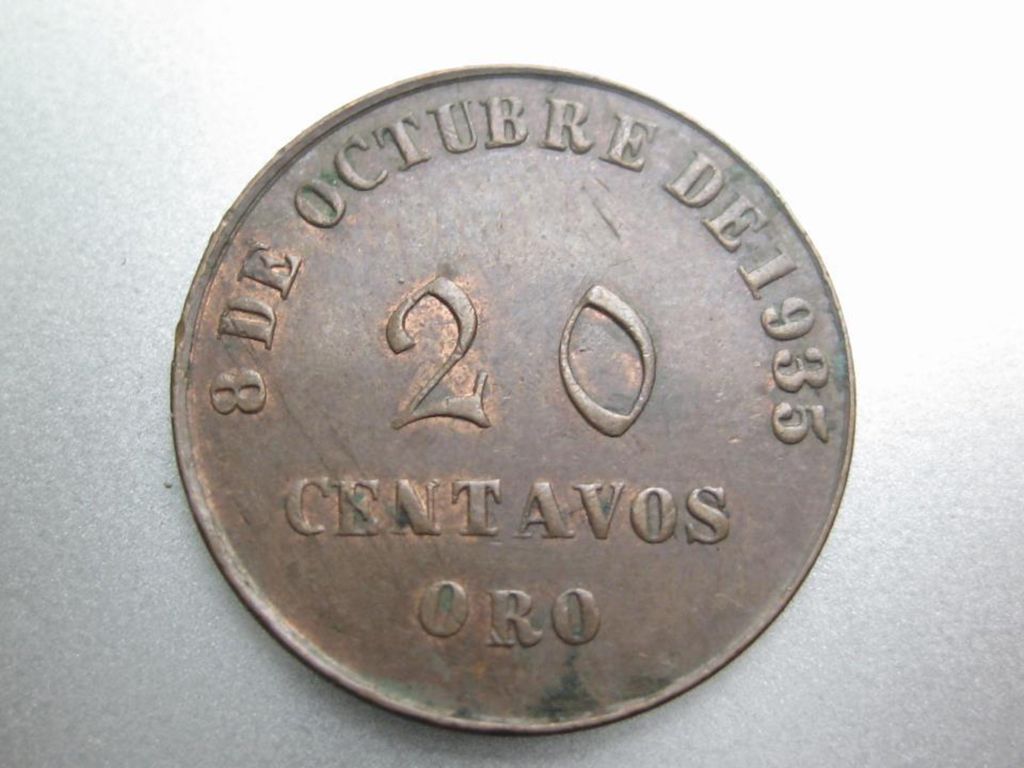 8 DE OCTUBRE DE 1935
20
CENTAVOS
ORO